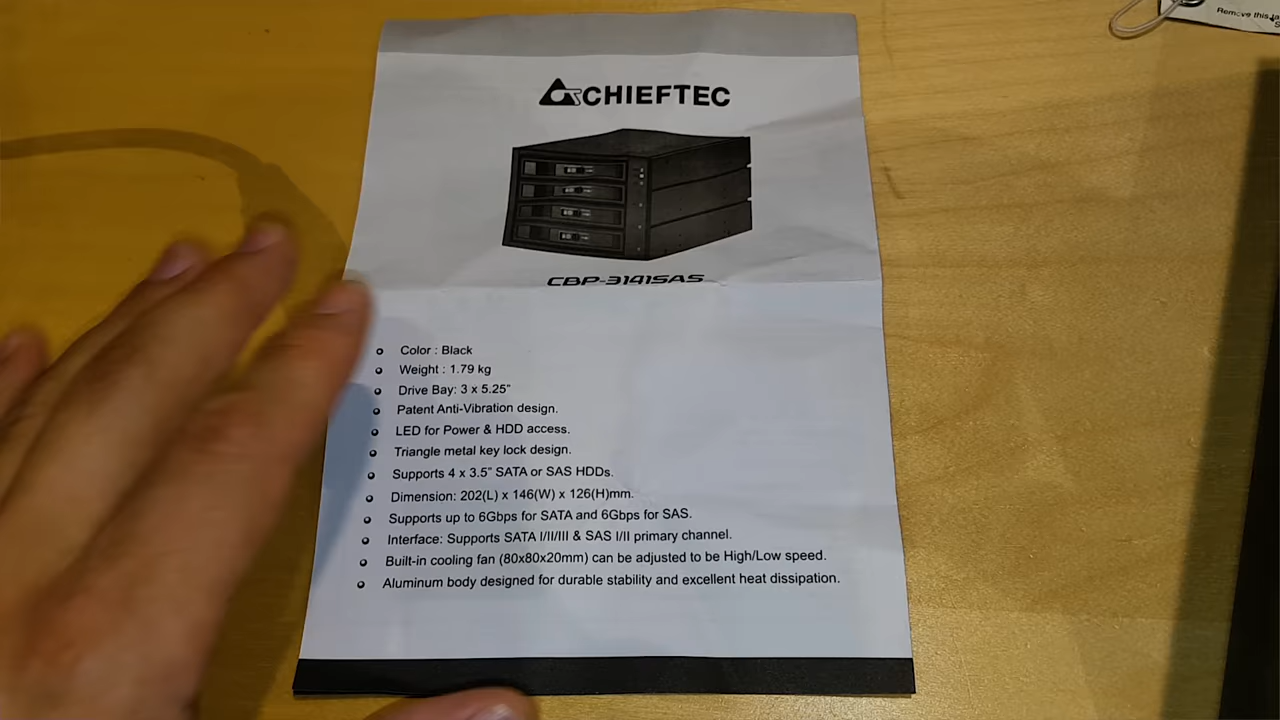 Remove this
CHIEFTEC
CBP-3141SAS
Color : Black
Weight : 1.79 kg
Drive Bay: 3 x 5.25"
Patent Anti-Vibration design.
LED for Power & HDD access.
Triangle metal key lock design.
Supports 4 x 3.5" SATA or SAS HDDs.
Dimension: 202(L) x 146(W) x 126(H)mm.
Supports up to 6Gbps for SATA and 6Gbps for SAS.
Interface: Supports SATA I/II/III & SAS I/II primary channel.
Built-in cooling fan (80x80x20mm) can be adjusted to be High/Low speed.
Aluminum body designed for durable stability and excellent heat dissipation.